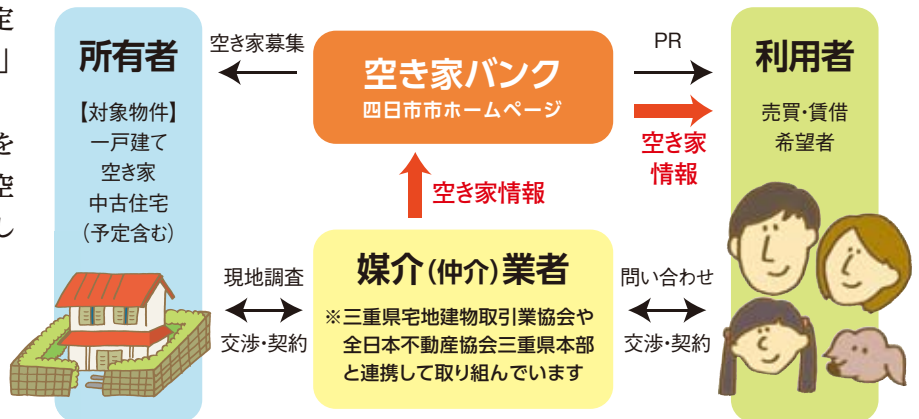 定
」
を
空
し
所有者
【対象物件】
一戸建て
空き家
中古住宅
(予定含む)
空き家募集
空き家バンク
四日市市ホームページ
PR
空き家
情報
利用者
売買・賃借
希望者
空き家情報
現地調査
交渉・契約
媒介(仲介)業者
※三重県宅地建物取引業協会や
全日本不動産協会三重県本部
と連携して取り組んでいます
問い合わせ
交渉・契約